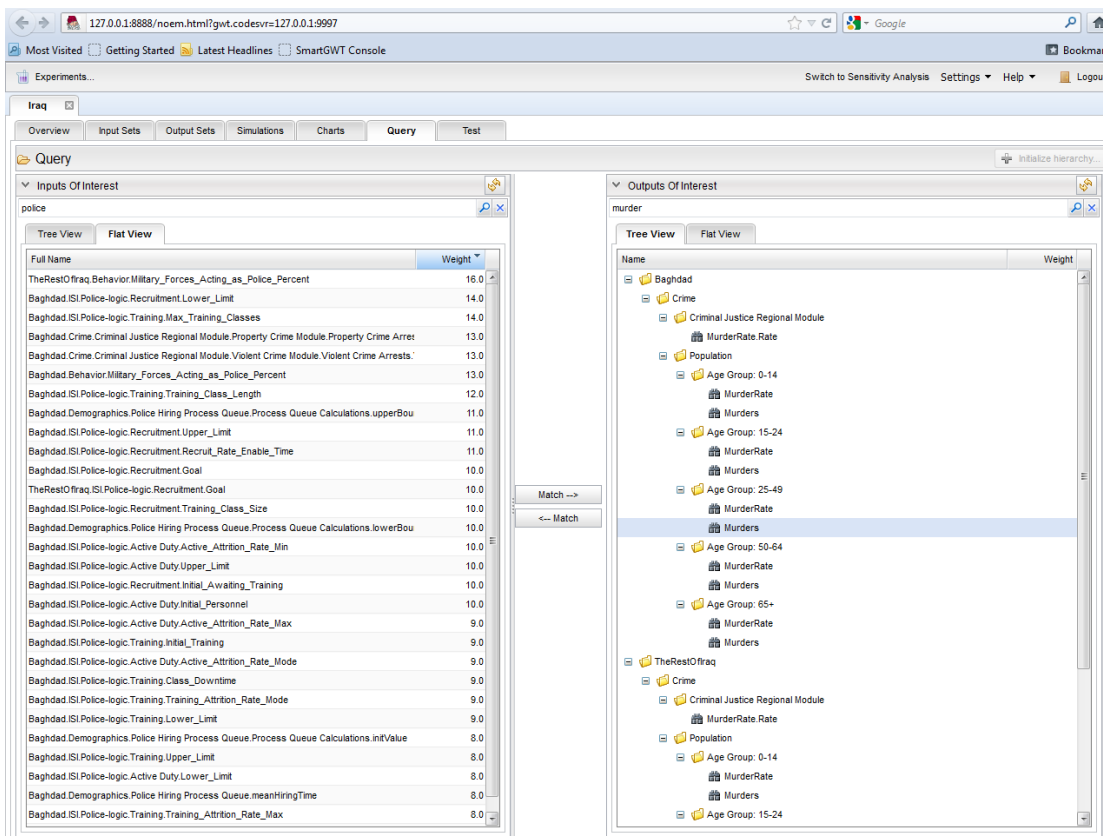 127.0.0.1:8888/noem.html?gwt.codesvr=127.0.0.1:9997 Google
Most Visited Getting Started Latest Headlines SmartGWT Console
Experiments... Switch to Sensitivity Analysis Settings Help
Iraq
Overview Input Sets Output Sets Simulations Charts Query Test
Query Initialize hierarchy...
Inputs Of Interest
police
Tree View Flat View
Full Name Weight
TheRestOfIraq.Behavior.Military_Forces_Acting_as_Police_Percent 16.0
Baghdad.ISI.Police-logic.Recruitment.Lower_Limit 14.0
Baghdad.ISI.Police-logic.Training.Max_Training_Classes 14.0
Baghdad.Crime.Criminal Justice Regional Module.Property Crime Module.Property Crime Arres 13.0
Baghdad.Crime.Criminal Justice Regional Module.Violent Crime Module.Violent Crime Arrests. 13.0
Baghdad.Behavior.Military_Forces_Acting_as_Police_Percent 13.0
Baghdad.ISI.Police-logic.Training.Training_Class_Length 12.0
Baghdad.Demographics.Police Hiring Process Queue.Process Queue Calculations.upperBou 11.0
Baghdad.ISI.Police-logic.Recruitment.Upper_Limit 11.0
Baghdad.ISI.Police-logic.Recruitment.Recruit_Rate_Enable_Time 11.0
Baghdad.ISI.Police-logic.Recruitment.Goal 10.0
TheRestOfIraq.ISI.Police-logic.Recruitment.Goal 10.0
Baghdad.ISI.Police-logic.Recruitment.Training_Class_Size 10.0
Baghdad.Demographics.Police Hiring Process Queue.Process Queue Calculations.lowerBou 10.0
Baghdad.ISI.Police-logic.Active Duty.Active_Attrition_Rate_Min 10.0
Baghdad.ISI.Police-logic.Active Duty.Upper_Limit 10.0
Baghdad.ISI.Police-logic.Recruitment.Initial_Awaiting_Training 10.0
Baghdad.ISI.Police-logic.Active Duty.Initial_Personnel 10.0
Baghdad.ISI.Police-logic.Active Duty.Active_Attrition_Rate_Max 9.0
Baghdad.ISI.Police-logic.Training.Initial_Training 9.0
Baghdad.ISI.Police-logic.Active Duty.Active_Attrition_Rate_Mode 9.0
Baghdad.ISI.Police-logic.Training.Class_Downtime 9.0
Baghdad.ISI.Police-logic.Training.Training_Attrition_Rate_Mode 9.0
Baghdad.ISI.Police-logic.Training.Lower_Limit 9.0
Baghdad.Demographics.Police Hiring Process Queue.Process Queue Calculations.initValue 8.0
Baghdad.ISI.Police-logic.Training.Upper_Limit 8.0
Baghdad.ISI.Police-logic.Active Duty.Lower_Limit 8.0
Baghdad.Demographics.Police Hiring Process Queue.meanHiringTime 8.0
Baghdad.ISI.Police-logic.Training.Training_Attrition_Rate_Max 8.0
Match -->
<-- Match
Outputs Of Interest
murder
Tree View Flat View
Name Weight
Baghdad
Crime
Criminal Justice Regional Module
MurderRate.Rate
Population
Age Group: 0-14
MurderRate
Murders
Age Group: 15-24
MurderRate
Murders
Age Group: 25-49
MurderRate
Murders
Age Group: 50-64
MurderRate
Murders
Age Group: 65+
MurderRate
Murders
TheRestOfIraq
Crime
Criminal Justice Regional Module
MurderRate.Rate
Population
Age Group: 0-14
MurderRate
Murders
Age Group: 15-24